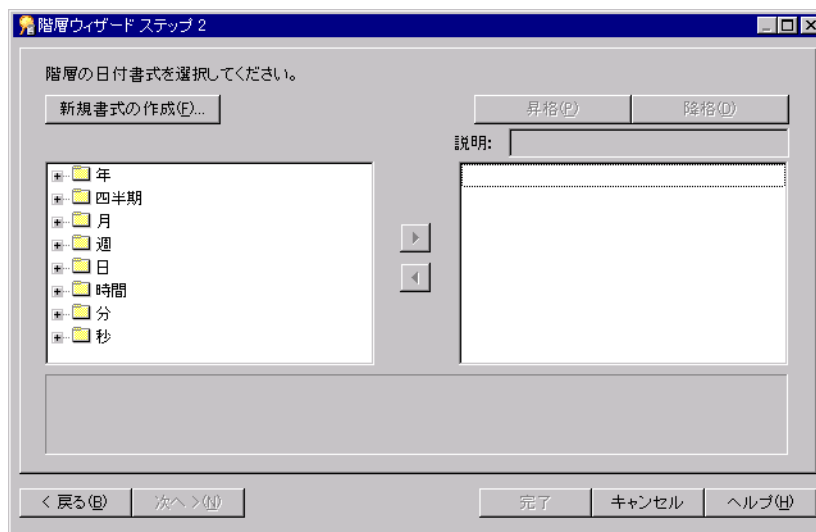 階層ウィザード ステップ 2
階層の日付書式を選択してください。
新規書式の作成(F)...
昇格(P)
降格(D)
説明:
年
四半期
月
週
日
時間
分
秒
< 戻る(B)
次へ >(N)
完了
キャンセル
ヘルプ(H)